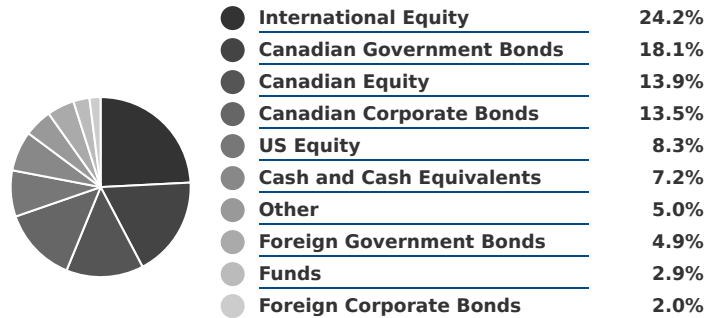 International Equity 24.2%
Canadian Government Bonds 18.1%
Canadian Equity 13.9%
Canadian Corporate Bonds 13.5%
US Equity 8.3%
Cash and Cash Equivalents 7.2%
Other 5.0%
Foreign Government Bonds 4.9%
Funds 2.9%
Foreign Corporate Bonds 2.0%